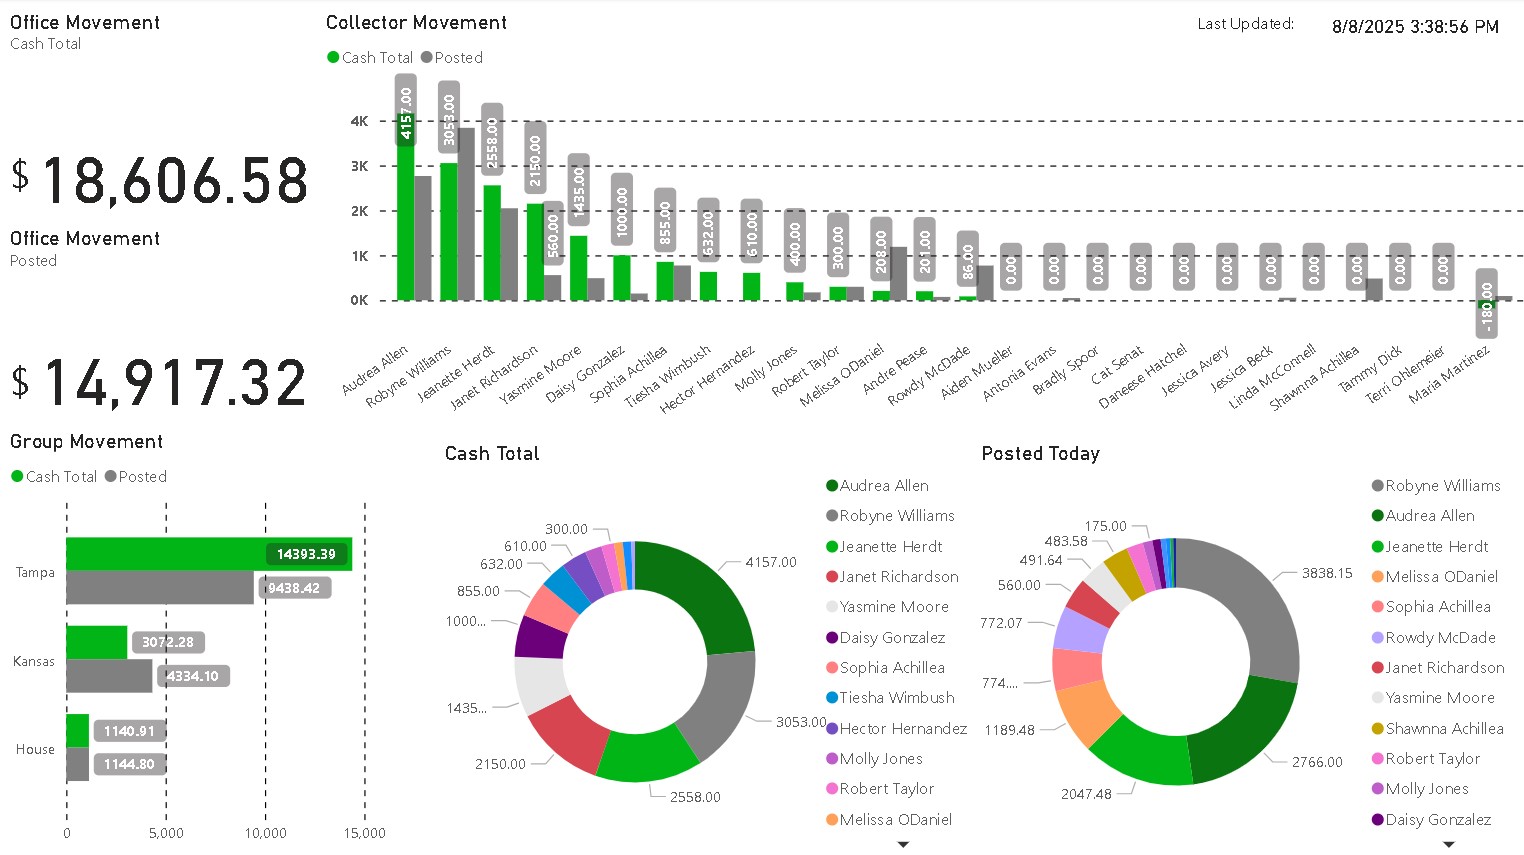 Office Movement
Cash Total
$ 18,606.58
Office Movement
Posted
$ 14,917.32
Collector Movement
Last Updated: 8/8/2025 3:38:56 PM
Cash Total Posted
4K
3K
2K
1K
0K
4157.00
3053.00
2558.00
2150.00
560.00
1435.00
1000.00
855.00
632.00
610.00
400.00
300.00
208.00
201.00
86.00
0.00
0.00
0.00
0.00
0.00
0.00
0.00
0.00
0.00
0.00
0.00
-180.00
Audrea Allen
Robyne Williams
Jeanette Herdt
Janet Richardson
Yasmine Moore
Daisy Gonzalez
Sophia Achillea
Tiesha Wimbush
Hector Hernandez
Molly Jones
Robert Taylor
Melissa ODaniel
Andre Pease
Rowdy McDade
Aiden Mueller
Antonia Evans
Bradly Spoor
Cat Senat
Daneese Hatchel
Jessica Avery
Jessica Beck
Linda McConnell
Shawnna Achillea
Tammy Dick
Terri Ohlemeier
Maria Martinez
Group Movement
Cash Total Posted
Tampa
14393.39
9438.42
Kansas
3072.28
4334.10
House
1140.91
1144.80
0 5,000 10,000 15,000
Cash Total
300.00
610.00
632.00
855.00
1000...
1435...
2150.00
2558.00
3053.00
4157.00
Audrea Allen
Robyne Williams
Jeanette Herdt
Janet Richardson
Yasmine Moore
Daisy Gonzalez
Sophia Achillea
Tiesha Wimbush
Hector Hernandez
Molly Jones
Robert Taylor
Melissa ODaniel
Posted Today
175.00
483.58
491.64
560.00
772.07
774....
1189.48
2047.48
2766.00
3838.15
Robyne Williams
Audrea Allen
Jeanette Herdt
Melissa ODaniel
Sophia Achillea
Rowdy McDade
Janet Richardson
Yasmine Moore
Shawnna Achillea
Robert Taylor
Molly Jones
Daisy Gonzalez